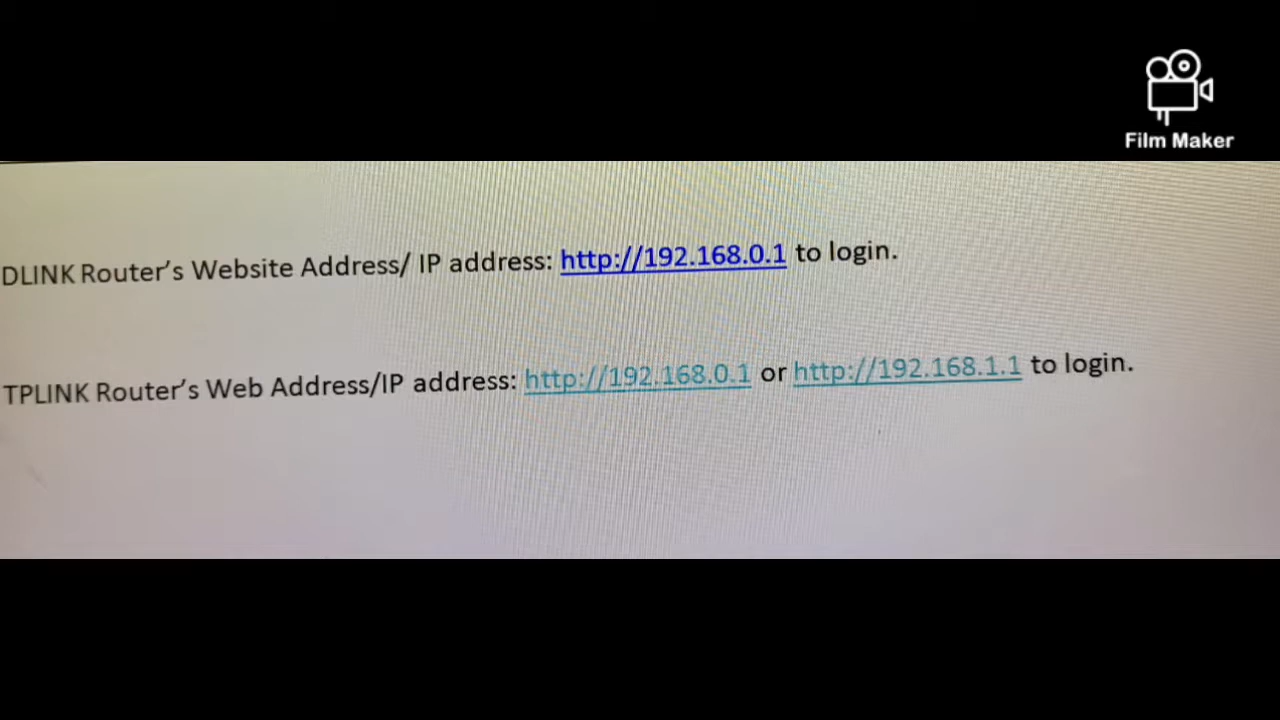 Film Maker
DLINK Router's Website Address/ IP address: http://192.168.0.1 to login.
TPLINK Router's Web Address/IP address: http://192.168.0.1 or http://192.168.1.1 to login.